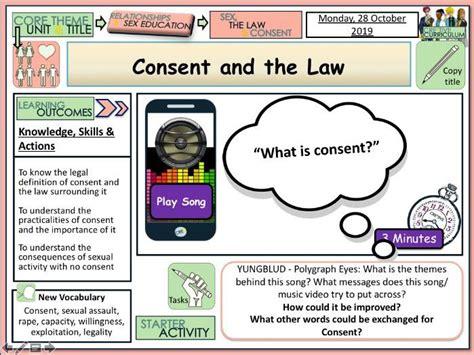 CORE THEME
UNIT TITLE
RELATIONSHIPS
SEX EDUCATION
SEX,
THE LAW
CONSENT
Monday, 28 October
2019
CURRICULUM
Consent and the Law
Copy
title
LEARNING
OUTCOMES
Knowledge, Skills &
Actions
To know the legal
definition of consent and
the law surrounding it
To understand the
practicalities of consent
and the importance of it
To understand the
consequences of sexual
activity with no consent
Play Song
“What is consent?”
3 Minutes
New Vocabulary
Consent, sexual assault,
rape, capacity, willingness,
exploitation, legality
Tasks
STARTER
ACTIVITY
YUNGBLUD - Polygraph Eyes: What is the themes
behind this song? What messages does this song/
music video try to put across?
How could it be improved?
What other words could be exchanged for
Consent?